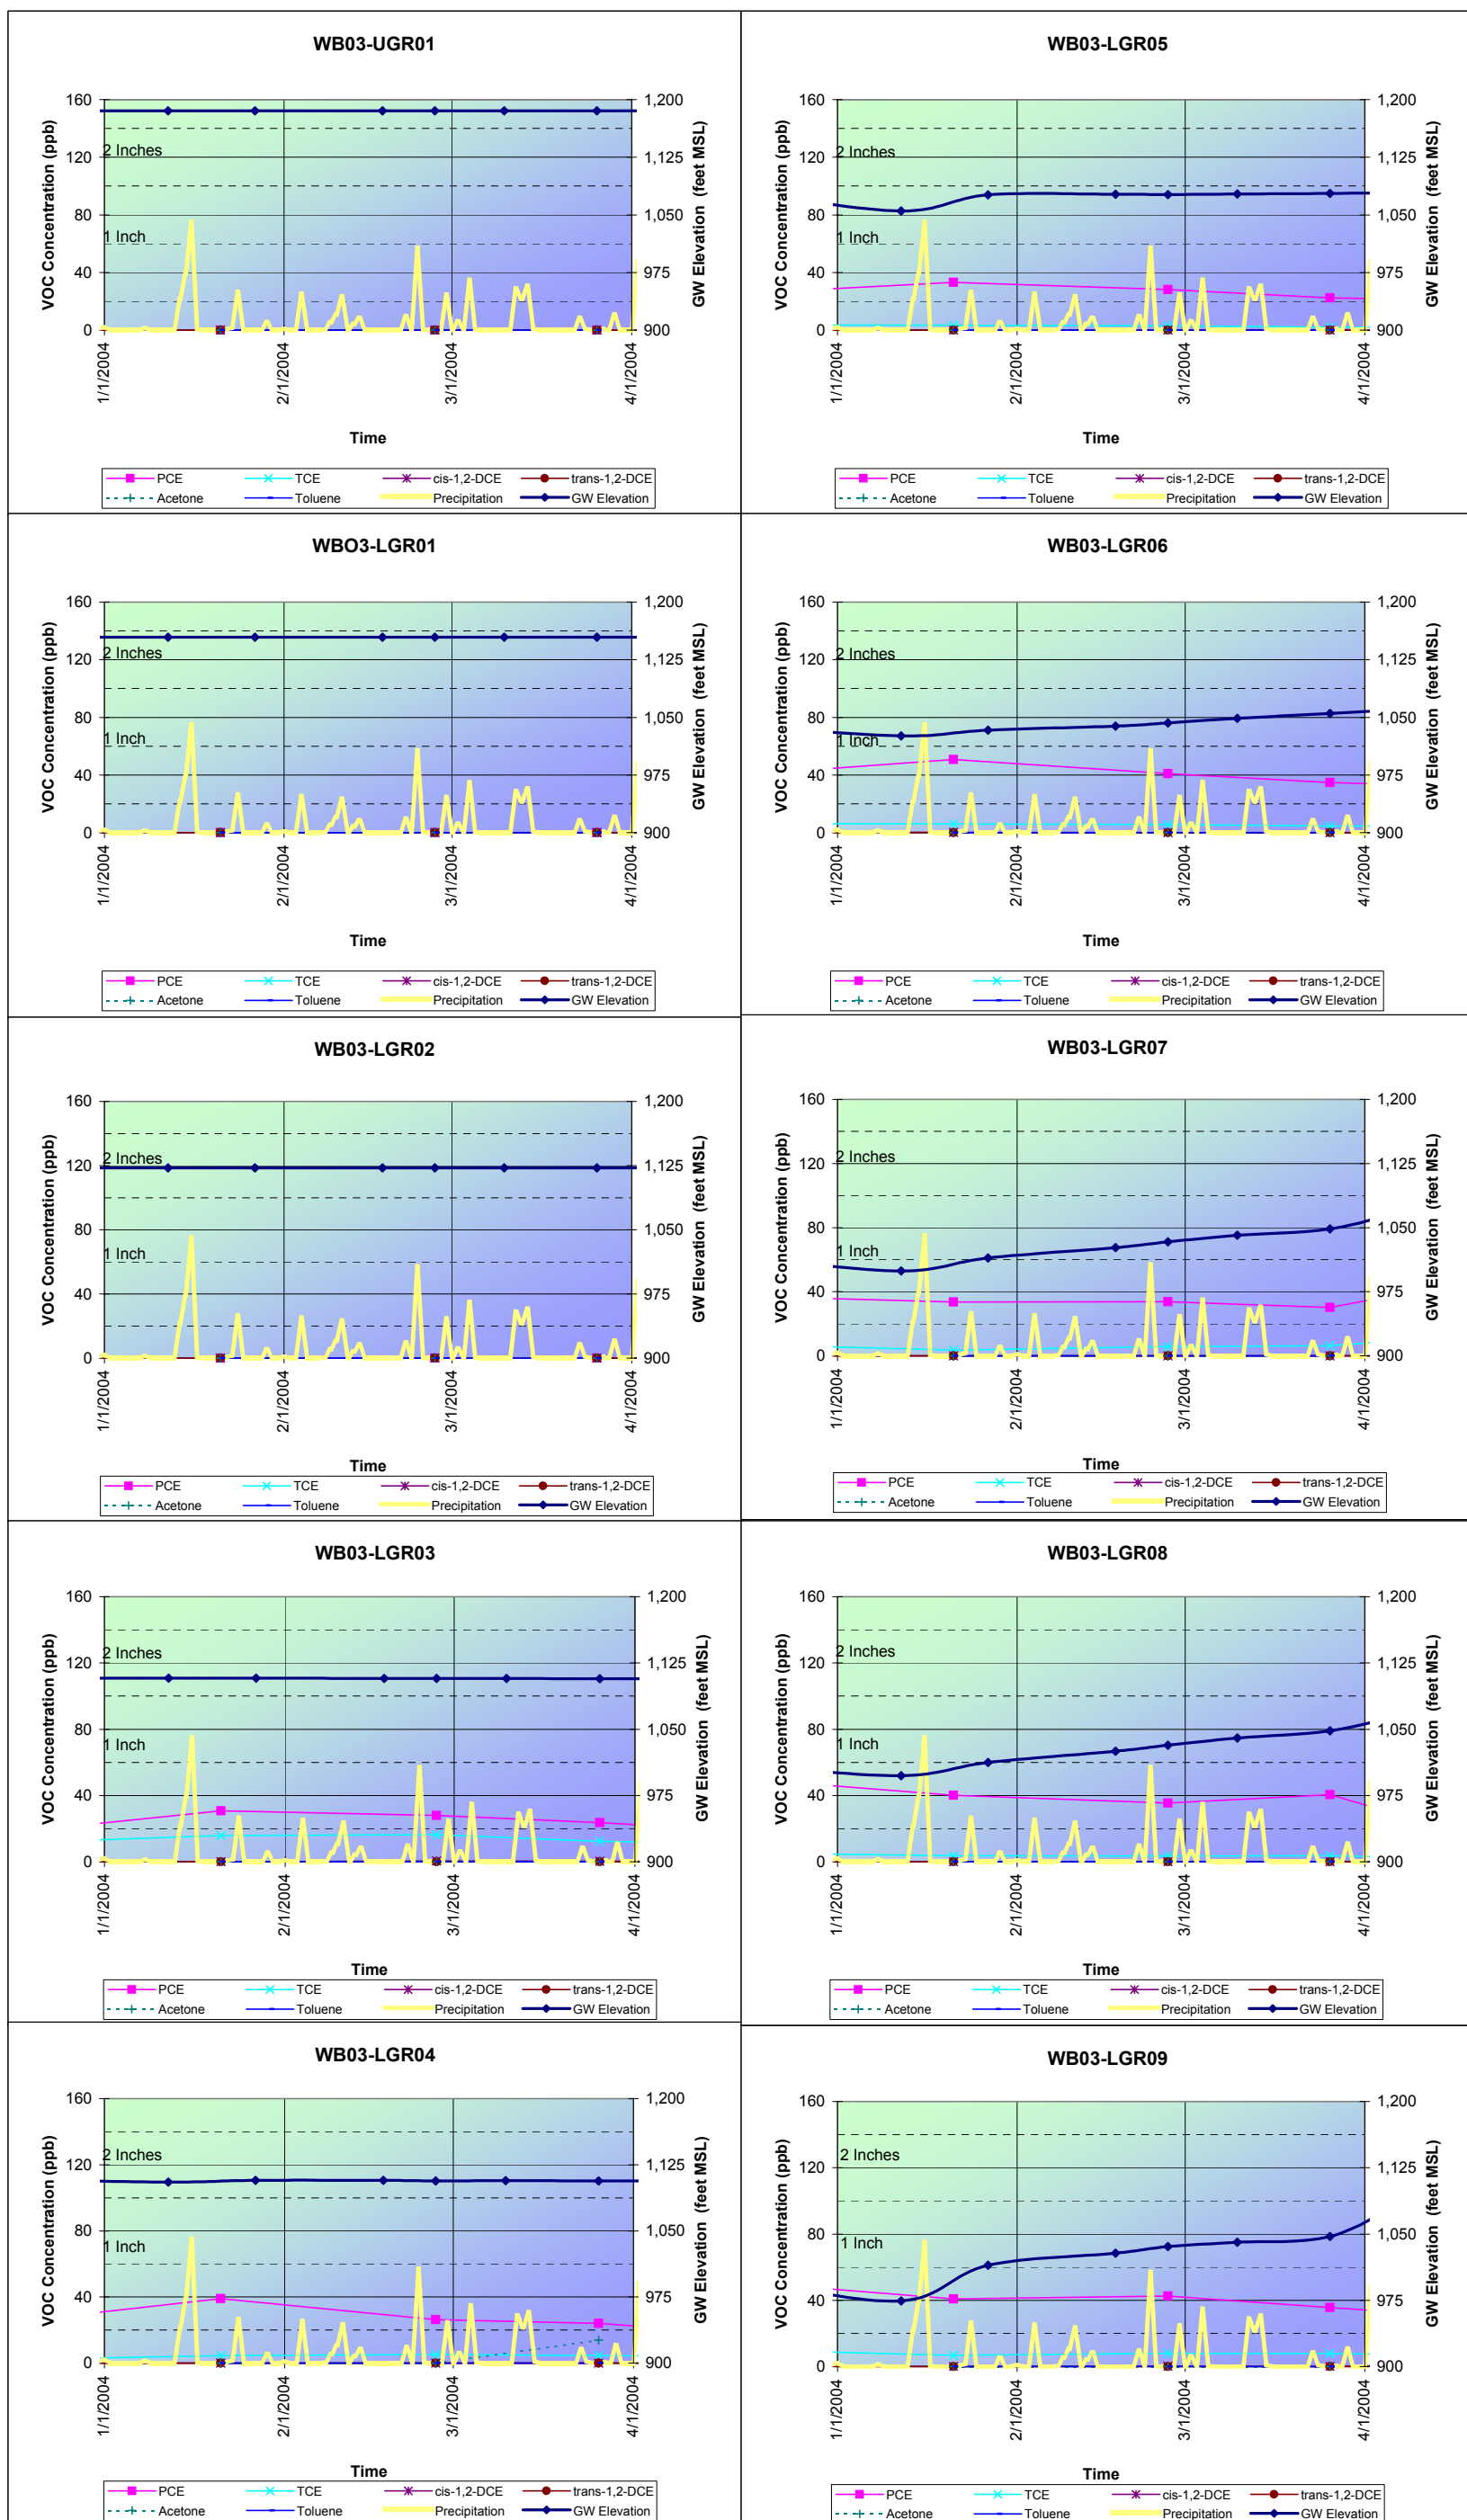 WB03-UGR01
VOC Concentration (ppb)
160
120
80
40
0
2 Inches
1 Inch
1,200
1,125
1,050
975
900
GW Elevation (feet MSL)
1/1/2004
2/1/2004
3/1/2004
4/1/2004
Time
PCE TCE cis-1,2-DCE trans-1,2-DCE
Acetone Toluene Precipitation GW Elevation
WB03-LGR05
VOC Concentration (ppb)
160
120
80
40
0
2 Inches
1 Inch
1,200
1,125
1,050
975
900
GW Elevation (feet MSL)
1/1/2004
2/1/2004
3/1/2004
4/1/2004
Time
PCE TCE cis-1,2-DCE trans-1,2-DCE
Acetone Toluene Precipitation GW Elevation
WBO3-LGR01
VOC Concentration (ppb)
160
120
80
40
0
2 Inches
1 Inch
1,200
1,125
1,050
975
900
GW Elevation (feet MSL)
1/1/2004
2/1/2004
3/1/2004
4/1/2004
Time
PCE TCE cis-1,2-DCE trans-1,2-DCE
Acetone Toluene Precipitation GW Elevation
WB03-LGR06
VOC Concentration (ppb)
160
120
80
40
0
2 Inches
1 Inch
1,200
1,125
1,050
975
900
GW Elevation (feet MSL)
1/1/2004
2/1/2004
3/1/2004
4/1/2004
Time
PCE TCE cis-1,2-DCE trans-1,2-DCE
Acetone Toluene Precipitation GW Elevation
WB03-LGR02
VOC Concentration (ppb)
160
120
80
40
0
2 Inches
1 Inch
1,200
1,125
1,050
975
900
GW Elevation (feet MSL)
1/1/2004
2/1/2004
3/1/2004
4/1/2004
Time
PCE TCE cis-1,2-DCE trans-1,2-DCE
Acetone Toluene Precipitation GW Elevation
WB03-LGR07
VOC Concentration (ppb)
160
120
80
40
0
2 Inches
1 Inch
1,200
1,125
1,050
975
900
GW Elevation (feet MSL)
1/1/2004
2/1/2004
3/1/2004
4/1/2004
Time
PCE TCE cis-1,2-DCE trans-1,2-DCE
Acetone Toluene Precipitation GW Elevation
WB03-LGR03
VOC Concentration (ppb)
160
120
80
40
0
2 Inches
1 Inch
1,200
1,125
1,050
975
900
GW Elevation (feet MSL)
1/1/2004
2/1/2004
3/1/2004
4/1/2004
Time
PCE TCE cis-1,2-DCE trans-1,2-DCE
Acetone Toluene Precipitation GW Elevation
WB03-LGR08
VOC Concentration (ppb)
160
120
80
40
0
2 Inches
1 Inch
1,200
1,125
1,050
975
900
GW Elevation (feet MSL)
1/1/2004
2/1/2004
3/1/2004
4/1/2004
Time
PCE TCE cis-1,2-DCE trans-1,2-DCE
Acetone Toluene Precipitation GW Elevation
WB03-LGR04
VOC Concentration (ppb)
160
120
80
40
0
2 Inches
1 Inch
1,200
1,125
1,050
975
900
GW Elevation (feet MSL)
1/1/2004
2/1/2004
3/1/2004
4/1/2004
Time
PCE TCE cis-1,2-DCE trans-1,2-DCE
Acetone Toluene Precipitation GW Elevation
WB03-LGR09
VOC Concentration (ppb)
160
120
80
40
0
2 Inches
1 Inch
1,200
1,125
1,050
975
900
GW Elevation (feet MSL)
1/1/2004
2/1/2004
3/1/2004
4/1/2004
Time
PCE TCE cis-1,2-DCE trans-1,2-DCE
Acetone Toluene Precipitation GW Elevation